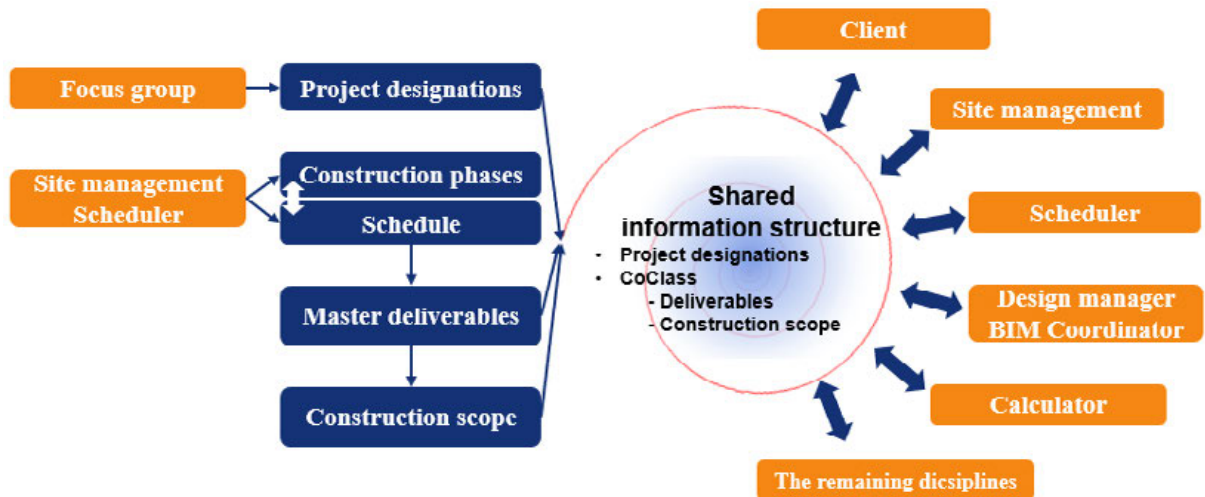 Focus group
Project designations
Site management
Scheduler
Construction phases
Schedule
Master deliverables
Construction scope
Shared
information structure
- Project designations
- CoClass
- Deliverables
- Construction scope
Client
Site management
Scheduler
Design manager
BIM Coordinator
Calculator
The remaining dicsiplines